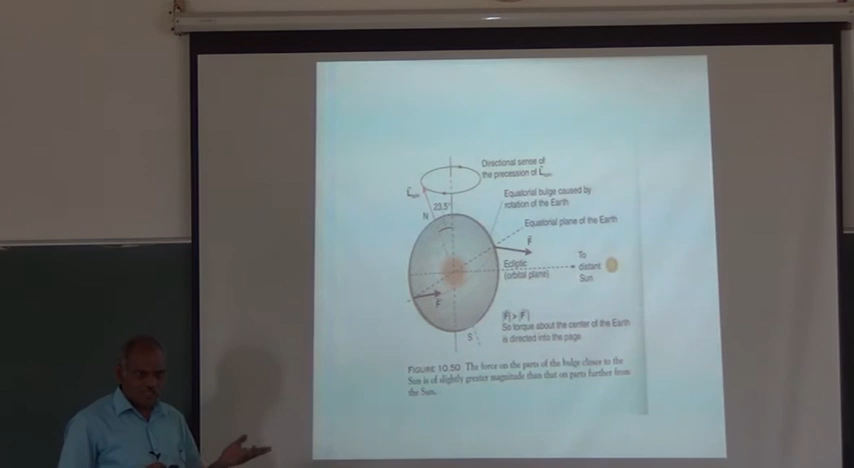 Directional sense of
the precession of L⃗spin
L⃗spin
Equatorial bulge caused by
rotation of the Earth
23.5°
N
Equatorial plane of the Earth
F⃗
To
distant
Sun
Ecliptic
(orbital plane)
F⃗'
|F⃗| > |F⃗'|
So torque about the center of the Earth
is directed into the page
S
FIGURE 10.50 The force on the parts of the bulge closer to the
Sun is of slightly greater magnitude than that on parts further from
the Sun.